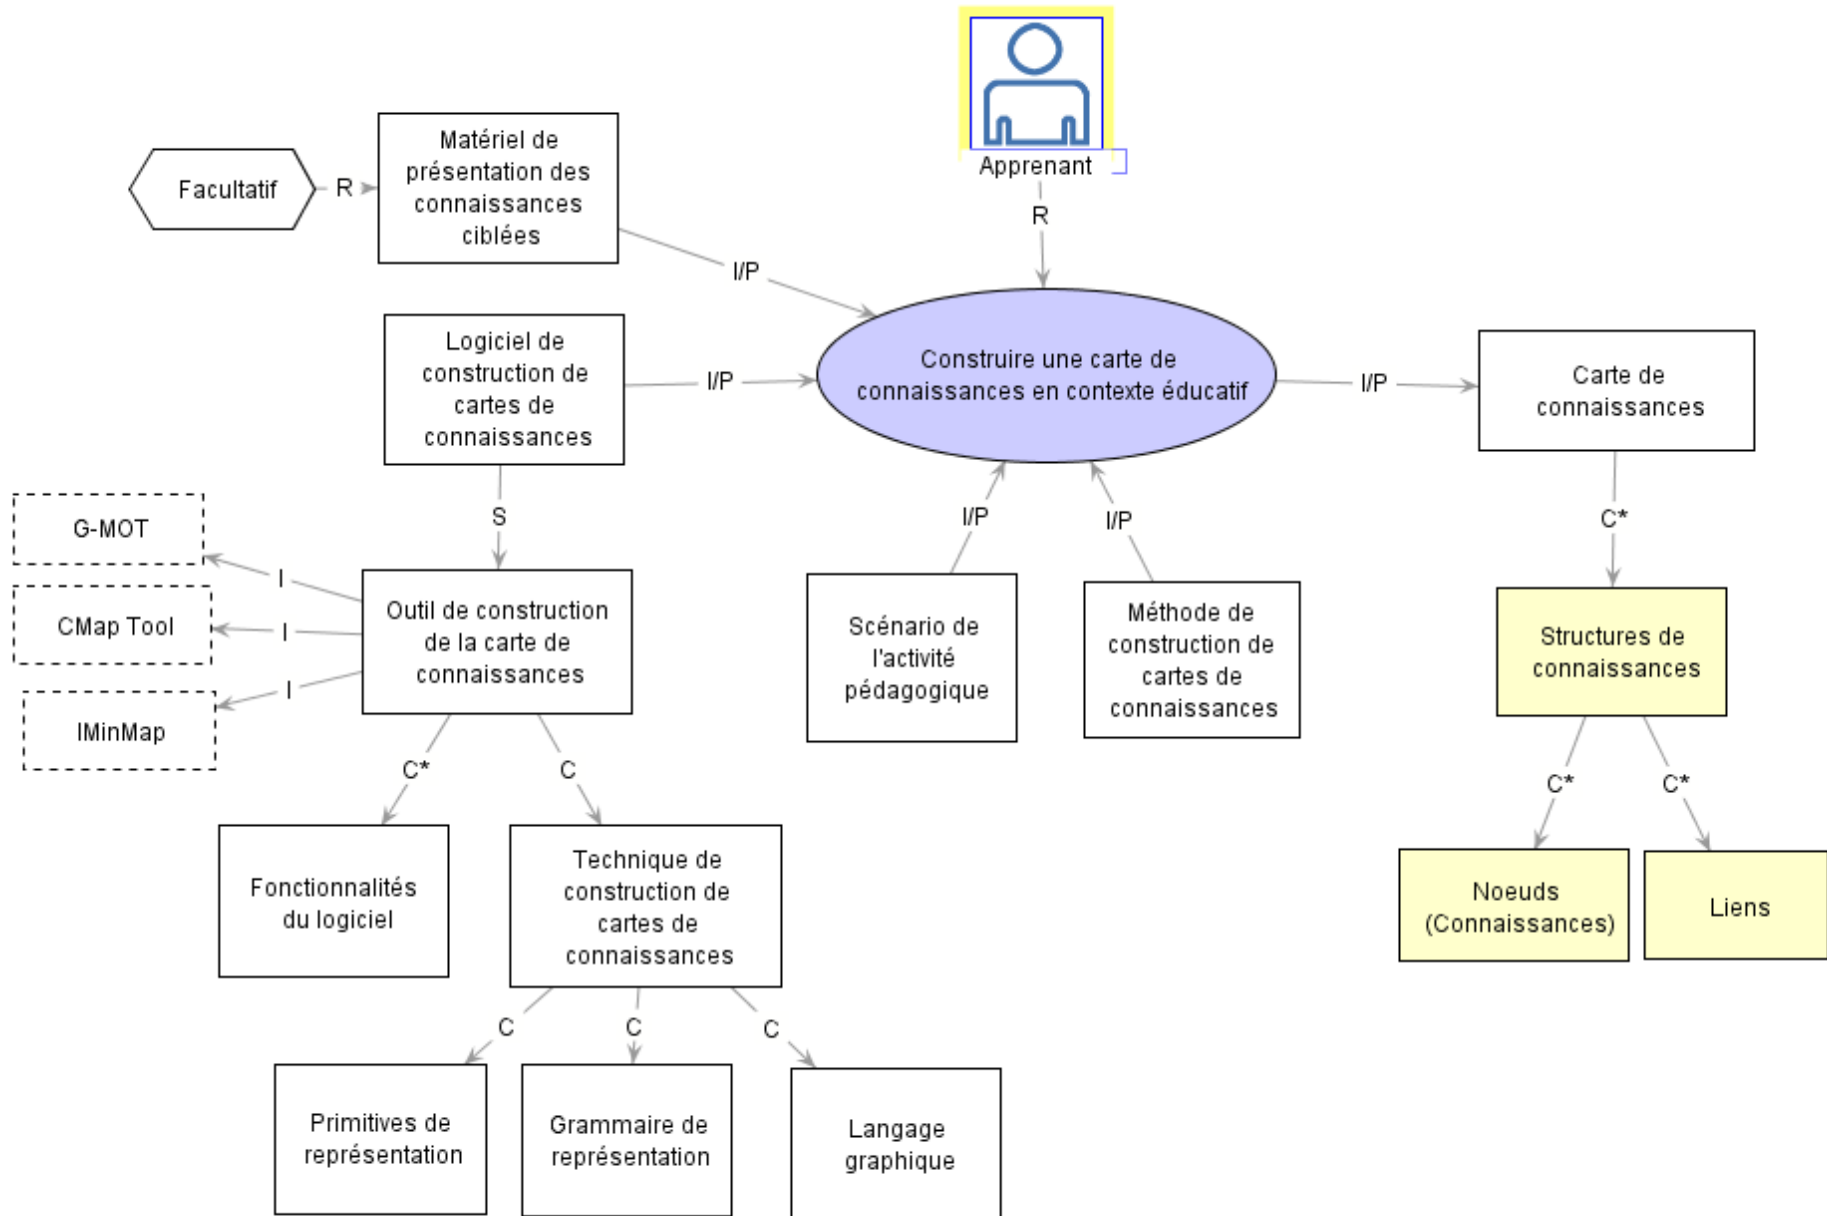 Apprenant
R
Facultatif
R
Matériel de
présentation des
connaissances
ciblées
I/P
Logiciel de
construction de
cartes de
connaissances
I/P
Construire une carte de
connaissances en contexte éducatif
I/P
Carte de
connaissances
S
I/P
I/P
C*
G-MOT
I
CMap Tool
I
IMinMap
I
Outil de construction
de la carte de
connaissances
Scénario de
l'activité
pédagogique
Méthode de
construction de
cartes de
connaissances
Structures de
connaissances
C*
C
C*
C*
Fonctionnalités
du logiciel
Technique de
construction de
cartes de
connaissances
Noeuds
(Connaissances)
Liens
C
C
C
Primitives de
représentation
Grammaire de
représentation
Langage
graphique